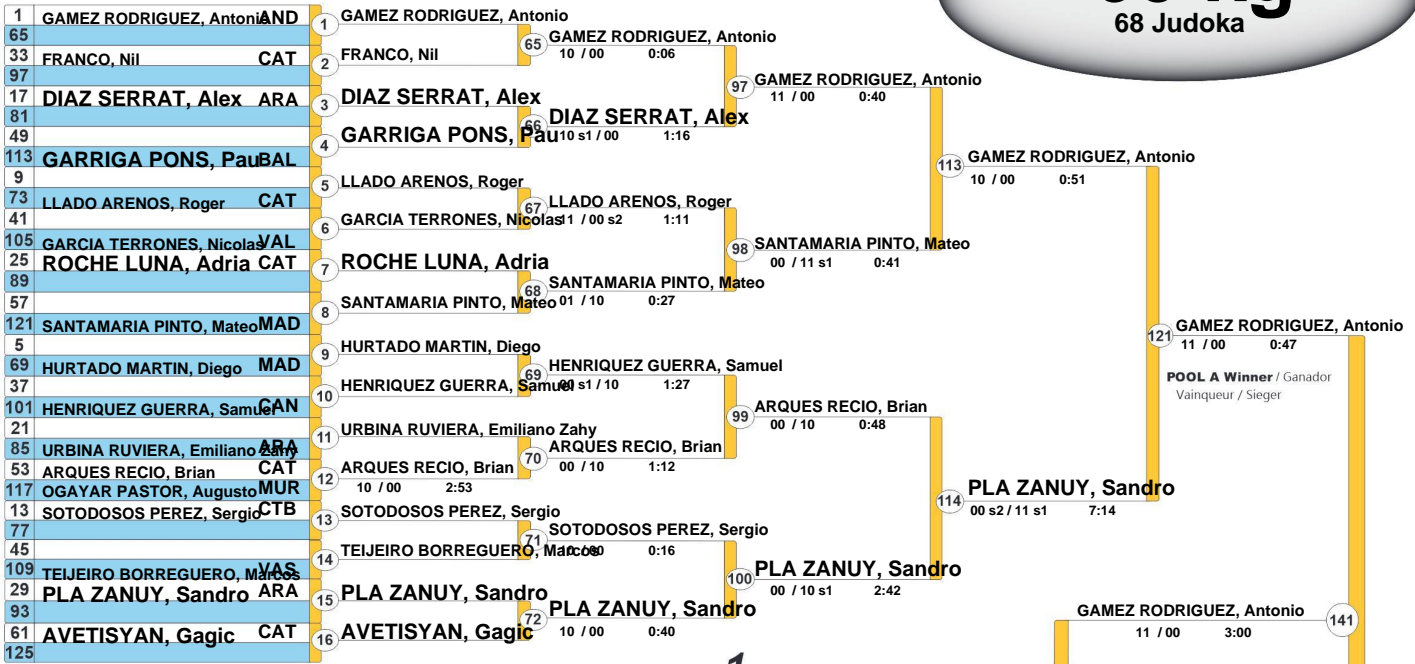 68 Judoka
1 GAMEZ RODRIGUEZ, Antonio AND
65
33 FRANCO, Nil CAT
97
17 DIAZ SERRAT, Alex ARA
81
49
113 GARRIGA PONS, Pau BAL
9
73 LLADO ARENOS, Roger CAT
41
105 GARCIA TERRONES, Nicolas VAL
25 ROCHE LUNA, Adria CAT
89
57
121 SANTAMARIA PINTO, Mateo MAD
5
69 HURTADO MARTIN, Diego MAD
37
101 HENRIQUEZ GUERRA, Samuel CAN
21
85 URBINA RUVIERA, Emiliano Zahy ARA
53 ARQUES RECIO, Brian CAT
117 OGAYAR PASTOR, Augusto MUR
13 SOTODOSOS PEREZ, Sergio CTB
77
45
109 TEIJEIRO BORREGUERO, Marcos VAS
29 PLA ZANUY, Sandro ARA
93
61 AVETISYAN, Gagic CAT
125
1 GAMEZ RODRIGUEZ, Antonio
2 FRANCO, Nil
3 DIAZ SERRAT, Alex
4 GARRIGA PONS, Pau
5 LLADO ARENOS, Roger
6 GARCIA TERRONES, Nicolas
7 ROCHE LUNA, Adria
8 SANTAMARIA PINTO, Mateo
9 HURTADO MARTIN, Diego
10 HENRIQUEZ GUERRA, Samuel
11 URBINA RUVIERA, Emiliano Zahy
12 ARQUES RECIO, Brian
10 / 00 2:53
13 SOTODOSOS PEREZ, Sergio
14 TEIJEIRO BORREGUERO, Marcos
15 PLA ZANUY, Sandro
16 AVETISYAN, Gagic
65 GAMEZ RODRIGUEZ, Antonio
10 / 00 0:06
66 DIAZ SERRAT, Alex
10 s1 / 00 1:16
67 LLADO ARENOS, Roger
11 / 00 s2 1:11
68 SANTAMARIA PINTO, Mateo
01 / 10 0:27
69 HENRIQUEZ GUERRA, Samuel
00 s1 / 10 1:27
70 ARQUES RECIO, Brian
00 / 10 1:12
71 SOTODOSOS PEREZ, Sergio
10 / 00 0:16
72 PLA ZANUY, Sandro
10 / 00 0:40
97 GAMEZ RODRIGUEZ, Antonio
11 / 00 0:40
98 SANTAMARIA PINTO, Mateo
00 / 11 s1 0:41
99 ARQUES RECIO, Brian
00 / 10 0:48
100 PLA ZANUY, Sandro
00 / 10 s1 2:42
113 GAMEZ RODRIGUEZ, Antonio
10 / 00 0:51
114 PLA ZANUY, Sandro
00 s2 / 11 s1 7:14
121 GAMEZ RODRIGUEZ, Antonio
11 / 00 0:47
POOL A Winner / Ganador
Vainqueur / Sieger
GAMEZ RODRIGUEZ, Antonio 141
11 / 00 3:00